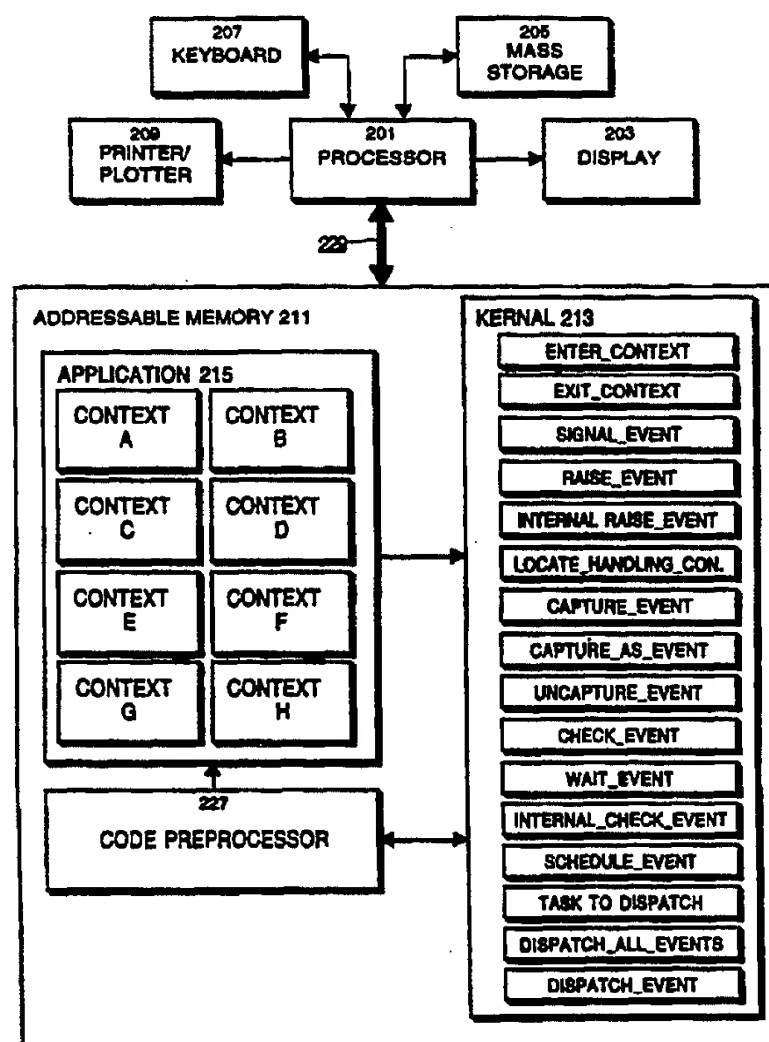 207
KEYBOARD
205
MASS
STORAGE
209
PRINTER/
PLOTTER
201
PROCESSOR
203
DISPLAY
229
ADDRESSABLE MEMORY 211
APPLICATION 215
CONTEXT
A
CONTEXT
B
CONTEXT
C
CONTEXT
D
CONTEXT
E
CONTEXT
F
CONTEXT
G
CONTEXT
H
227
CODE PREPROCESSOR
KERNAL 213
ENTER_CONTEXT
EXIT_CONTEXT
SIGNAL_EVENT
RAISE_EVENT
INTERNAL RAISE_EVENT
LOCATE_HANDLING_CON.
CAPTURE_EVENT
CAPTURE_AS_EVENT
UNCAPTURE_EVENT
CHECK_EVENT
WAIT_EVENT
INTERNAL_CHECK_EVENT
SCHEDULE_EVENT
TASK TO DISPATCH
DISPATCH_ALL_EVENTS
DISPATCH_EVENT